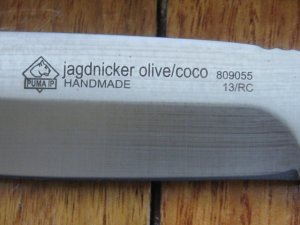 PUMA IP jagdnicker olive/coco 809055
HANDMADE 13/RC